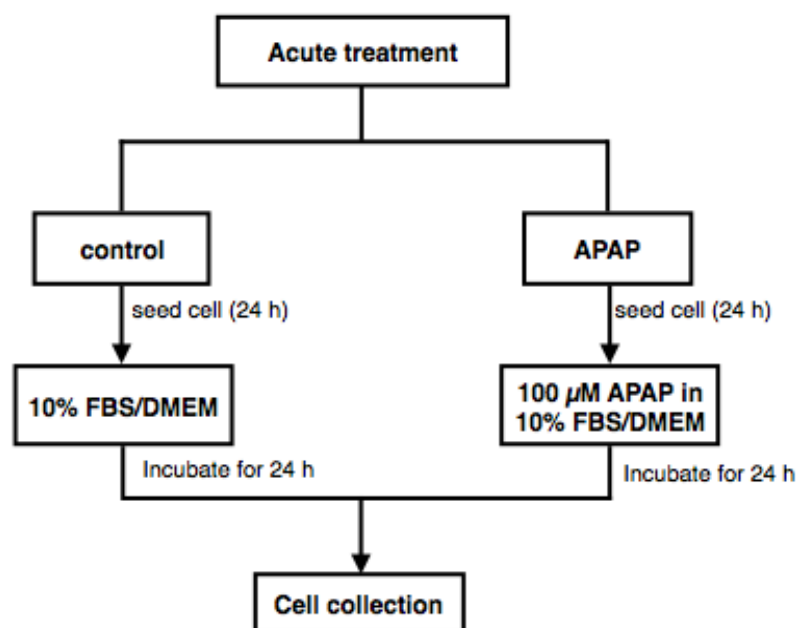 Acute treatment
control
APAP
seed cell (24 h)
seed cell (24 h)
10% FBS/DMEM
100 µM APAP in
10% FBS/DMEM
Incubate for 24 h
Incubate for 24 h
Cell collection